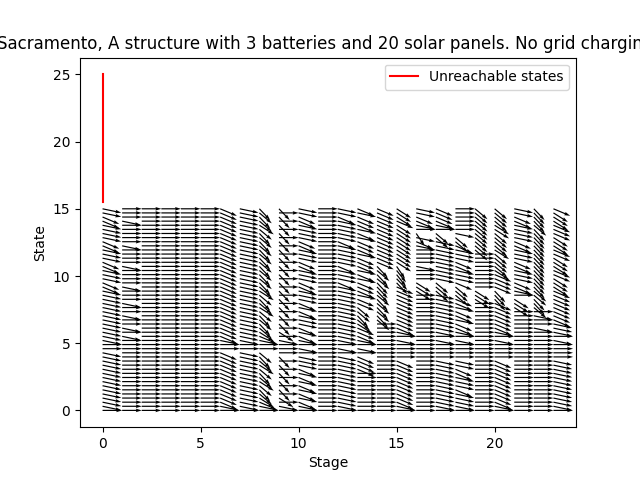 Sacramento, A structure with 3 batteries and 20 solar panels. No grid chargin
Unreachable states
25
20
15
10
5
0
State
0 5 10 15 20
Stage